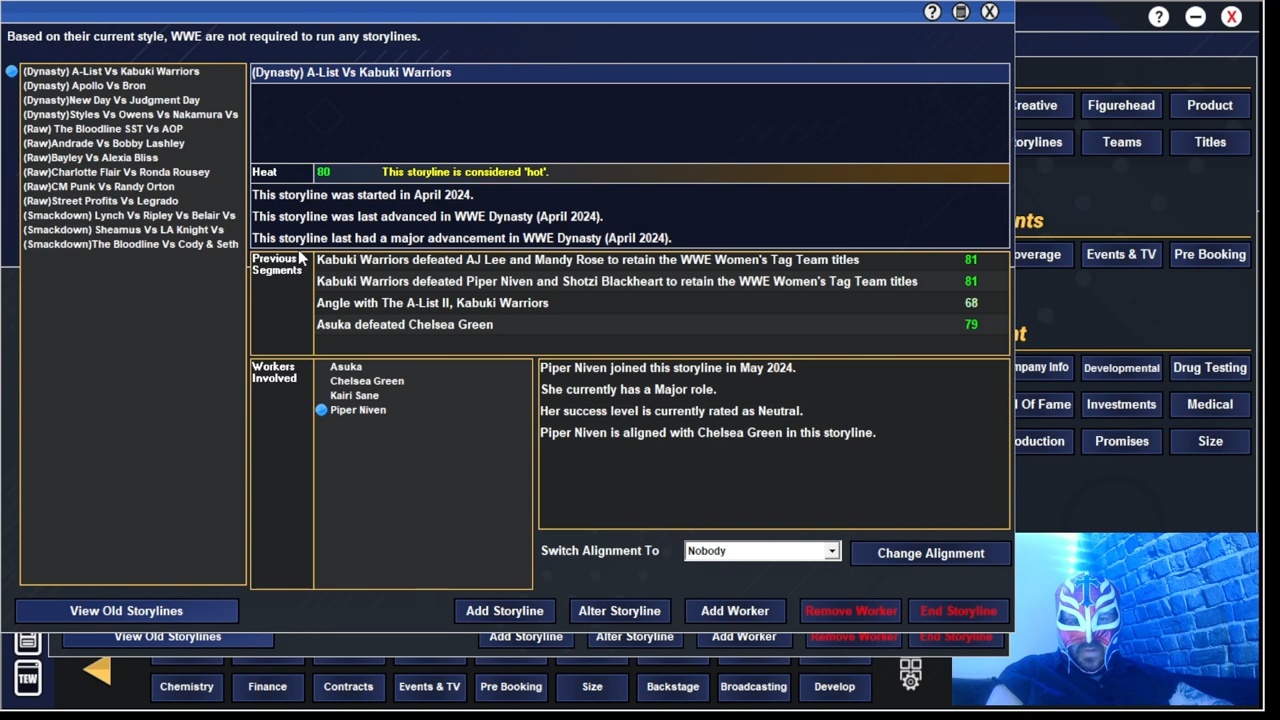 Based on their current style, WWE are not required to run any storylines.
(Dynasty) A-List Vs Kabuki Warriors
(Dynasty) Apollo Vs Bron
(Dynasty)New Day Vs Judgment Day
(Dynasty)Styles Vs Owens Vs Nakamura Vs
(Raw) The Bloodline SST Vs AOP
(Raw)Andrade Vs Bobby Lashley
(Raw)Bayley Vs Alexia Bliss
(Raw)Charlotte Flair Vs Ronda Rousey
(Raw)CM Punk Vs Randy Orton
(Raw)Street Profits Vs Legrado
(Smackdown) Lynch Vs Ripley Vs Belair Vs
(Smackdown) Sheamus Vs LA Knight Vs
(Smackdown)The Bloodline Vs Cody & Seth
(Dynasty) A-List Vs Kabuki Warriors
Heat 80 This storyline is considered 'hot'.
This storyline was started in April 2024.
This storyline was last advanced in WWE Dynasty (April 2024).
This storyline last had a major advancement in WWE Dynasty (April 2024).
Previous Segments
Kabuki Warriors defeated AJ Lee and Mandy Rose to retain the WWE Women's Tag Team titles 81
Kabuki Warriors defeated Piper Niven and Shotzi Blackheart to retain the WWE Women's Tag Team titles 81
Angle with The A-List II, Kabuki Warriors 68
Asuka defeated Chelsea Green 79
Workers Involved
Asuka
Chelsea Green
Kairi Sane
Piper Niven
Piper Niven joined this storyline in May 2024.
She currently has a Major role.
Her success level is currently rated as Neutral.
Piper Niven is aligned with Chelsea Green in this storyline.
Switch Alignment To Nobody Change Alignment
View Old Storylines Add Storyline Alter Storyline Add Worker Remove Worker End Storyline
View Old Storylines Add Storyline Alter Storyline Add Worker Remove Worker End Storyline
Chemistry Finance Contracts Events & TV Pre Booking Size Backstage Broadcasting Develop
TEW
? X
? X
reative Figurehead Product
orylines Teams Titles
nts
overage Events & TV Pre Booking
nt
mpany Info Developmental Drug Testing
l Of Fame Investments Medical
oduction Promises Size